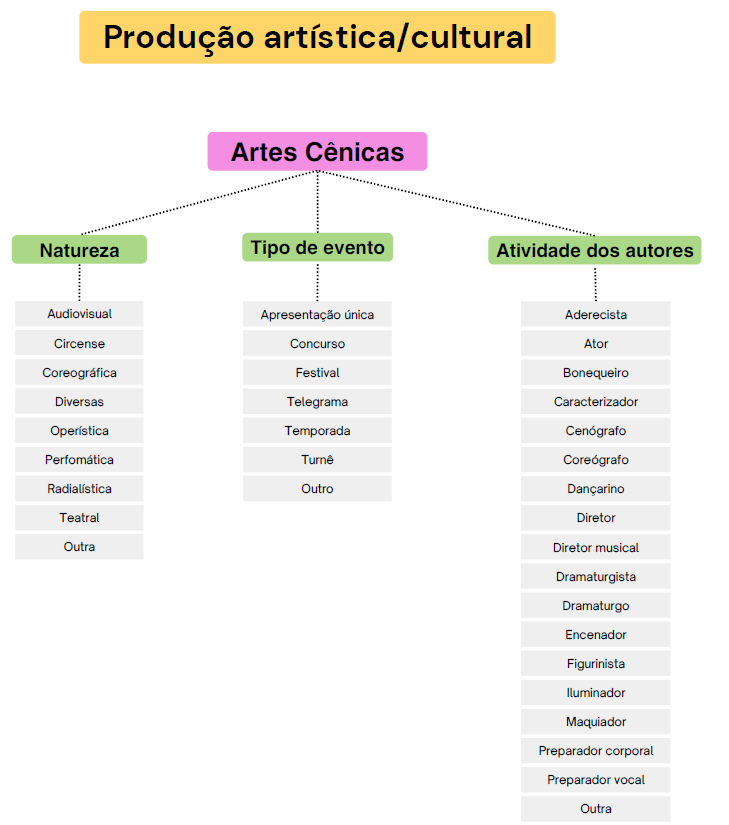 Produção artística/cultural
Artes Cênicas
Natureza
Audiovisual
Circense
Coreográfica
Diversas
Operística
Perfomática
Radialística
Teatral
Outra
Tipo de evento
Apresentação única
Concurso
Festival
Telegrama
Temporada
Turnê
Outro
Atividade dos autores
Aderecista
Ator
Bonequeiro
Caracterizador
Cenógrafo
Coreógrafo
Dançarino
Diretor
Diretor musical
Dramaturgista
Dramaturgo
Encenador
Figurinista
Iluminador
Maquiador
Preparador corporal
Preparador vocal
Outra